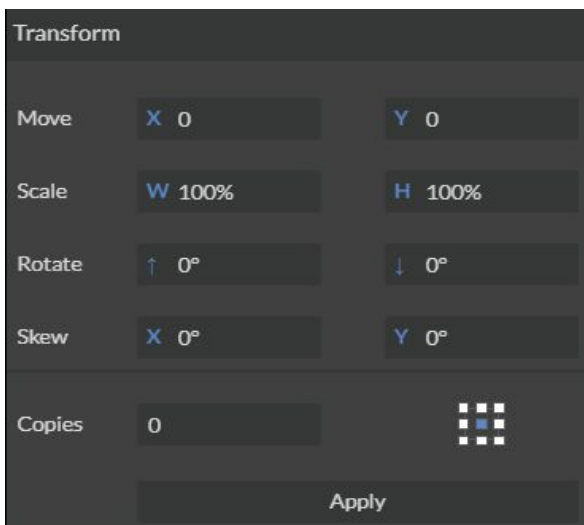 Transform
Move X 0 Y 0
Scale W 100% H 100%
Rotate ↑ 0° ↓ 0°
Skew X 0° Y 0°
Copies 0
Apply